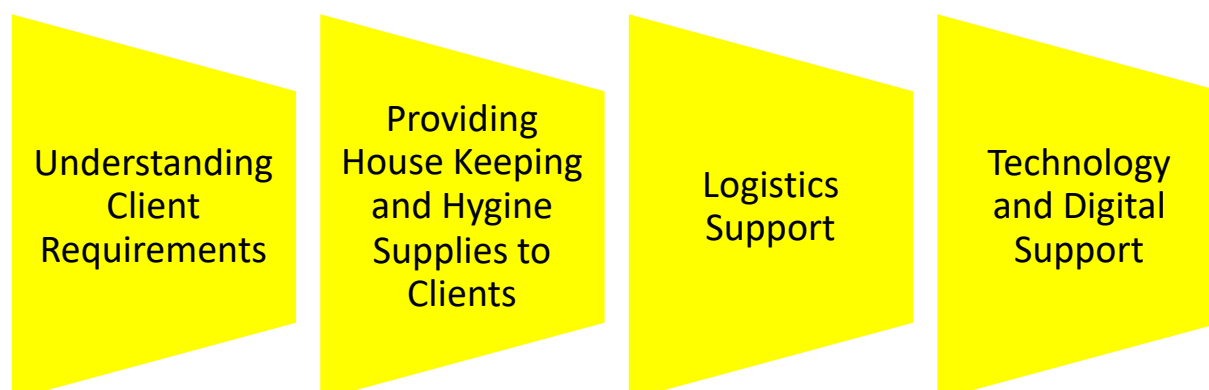 Understanding
Client
Requirements
Providing
House Keeping
and Hygine
Supplies to
Clients
Logistics
Support
Technology
and Digital
Support